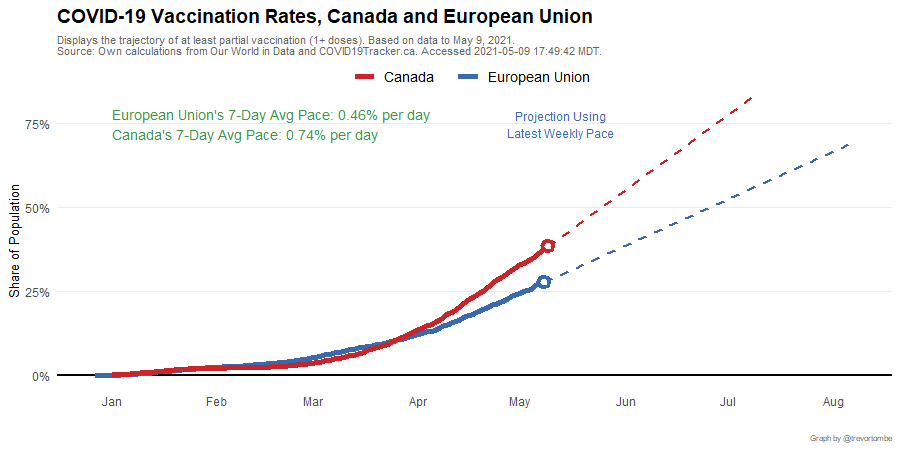 COVID-19 Vaccination Rates, Canada and European Union
Displays the trajectory of at least partial vaccination (1+ doses). Based on data to May 9, 2021.
Source: Own calculations from Our World in Data and COVID19Tracker.ca. Accessed 2021-05-09 17:49:42 MDT.
Canada European Union
European Union's 7-Day Avg Pace: 0.46% per day
Canada's 7-Day Avg Pace: 0.74% per day
Projection Using
Latest Weekly Pace
Share of Population
75%
50%
25%
0%
Jan Feb Mar Apr May Jun Jul Aug
Graph by @trevortombe